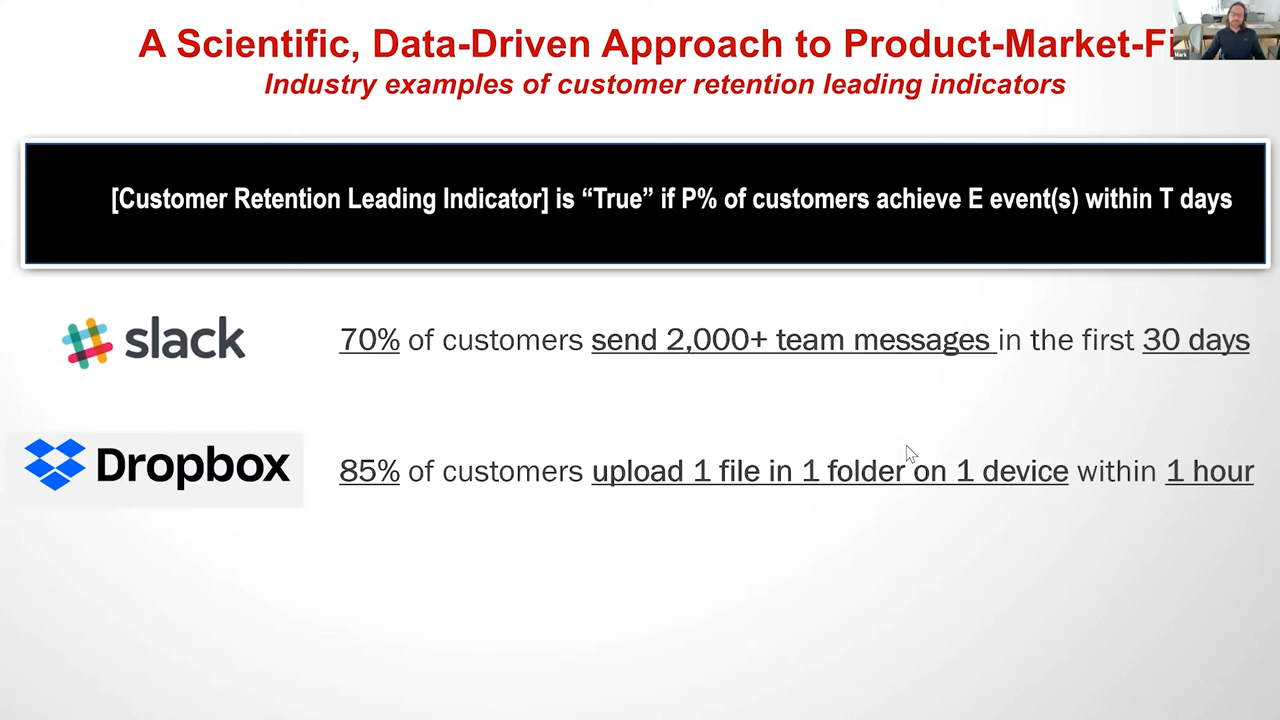 A Scientific, Data-Driven Approach to Product-Market-Fi
Mark
Industry examples of customer retention leading indicators
[Customer Retention Leading Indicator] is “True” if P% of customers achieve E event(s) within T days
slack
70% of customers send 2,000+ team messages in the first 30 days
Dropbox
85% of customers upload 1 file in 1 folder on 1 device within 1 hour